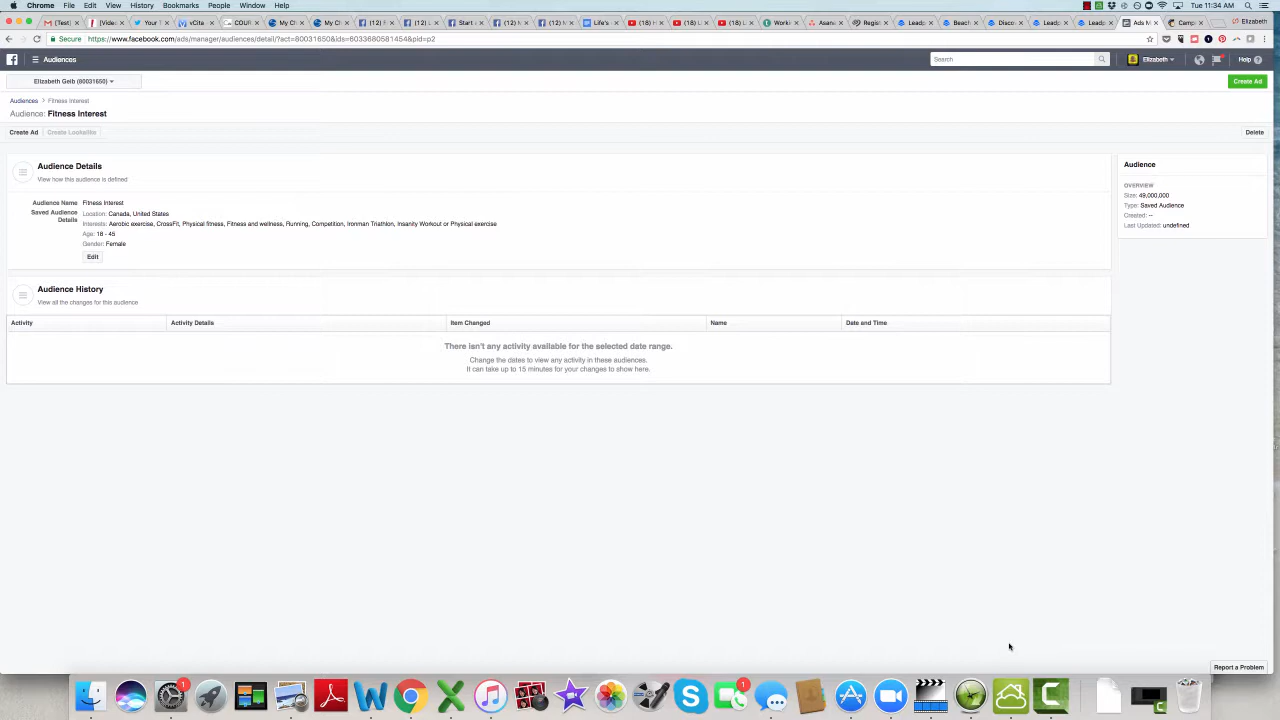 Chrome File Edit View History Bookmarks People Window Help Tue 11:34 AM
Elizabeth
Secure https://www.facebook.com/ads/manager/audiences/detail/?act=80031650&ids=6033680581454&pid=p2
Audiences Search Elizabeth Help
Elizabeth Geib (80031650) Create Ad
Audiences > Fitness Interest
Audience: Fitness Interest
Create Ad Create Lookalike Delete
Audience Details
View how this audience is defined
Audience Name Fitness Interest
Saved Audience Details Location: Canada, United States
Interests: Aerobic exercise, CrossFit, Physical fitness, Fitness and wellness, Running, Competition, Ironman Triathlon, Insanity Workout or Physical exercise
Age: 18 - 45
Gender: Female
Edit
Audience
OVERVIEW
Size: 49,000,000
Type: Saved Audience
Created: --
Last Updated: undefined
Audience History
View all the changes for this audience
Activity Activity Details Item Changed Name Date and Time
There isn't any activity available for the selected date range.
Change the dates to view any activity in these audiences.
It can take up to 15 minutes for your changes to show here.
Report a Problem